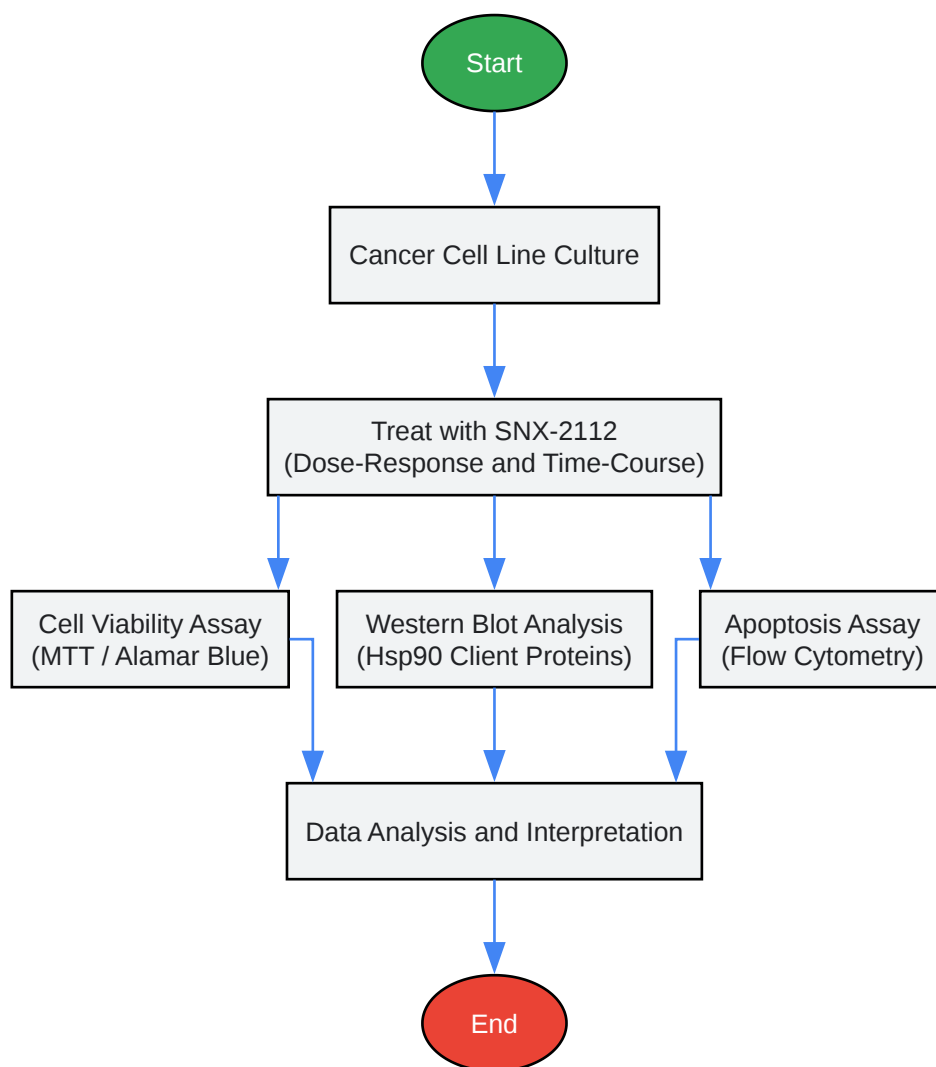 Start
Cancer Cell Line Culture
Treat with SNX-2112
(Dose-Response and Time-Course)
Cell Viability Assay
(MTT / Alamar Blue)
Western Blot Analysis
(Hsp90 Client Proteins)
Apoptosis Assay
(Flow Cytometry)
Data Analysis and Interpretation
End